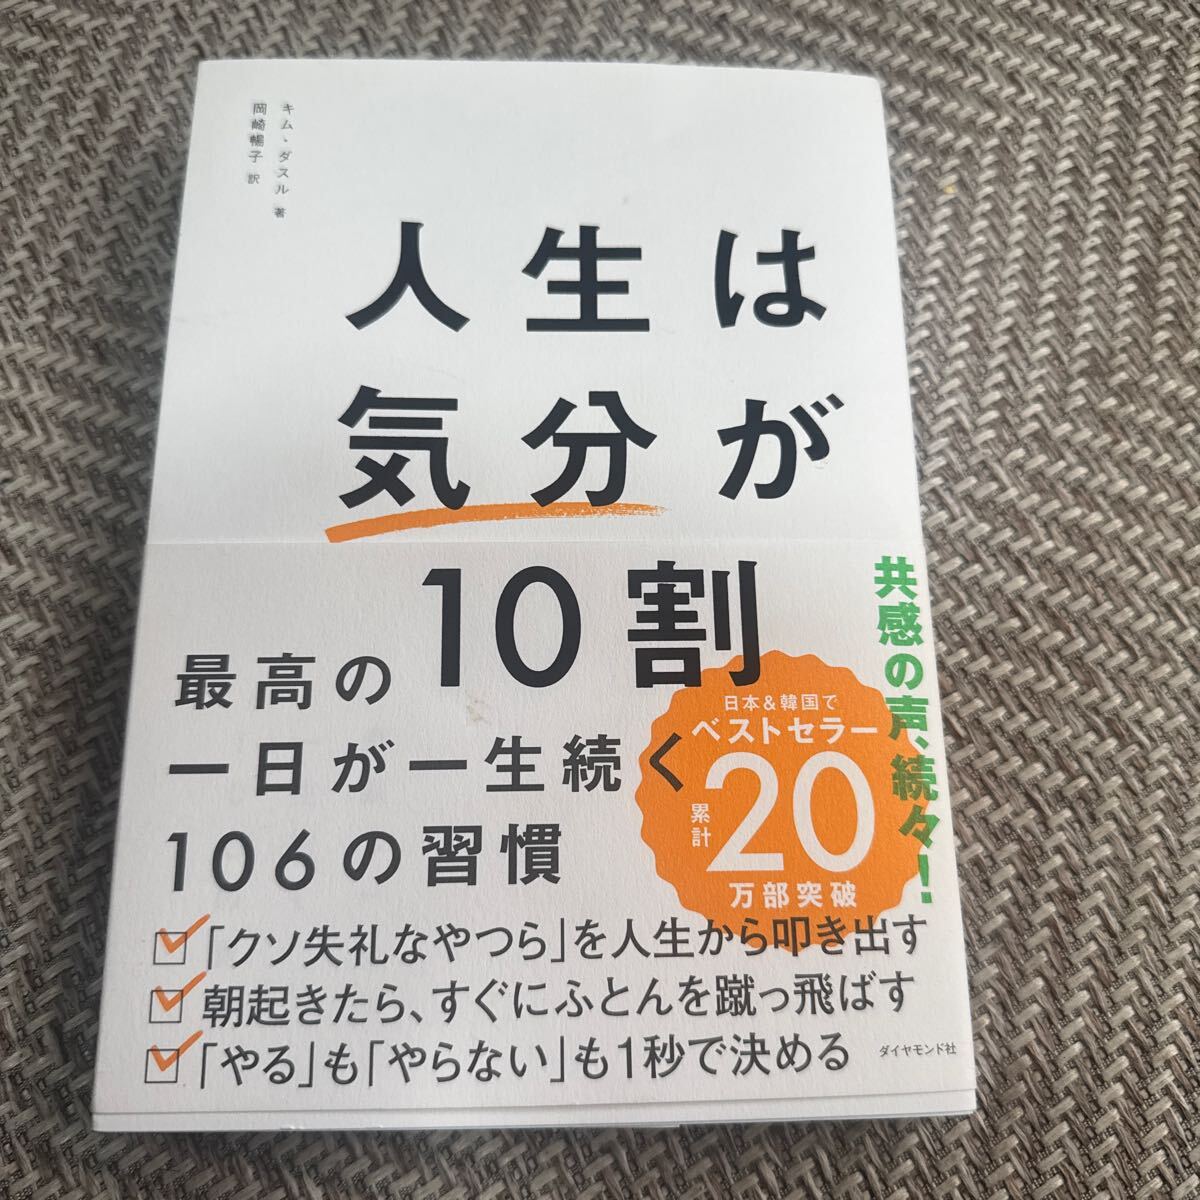 キム・ダスル 著
岡崎暢子 訳
人生は
気分が
10割
最高の
一日が一生続く
106の習慣
共感の声、続々!
日本&韓国で
ベストセラー
累計
20
万部突破
「クソ失礼なやつら」を人生から叩き出す
朝起きたら、すぐにふとんを蹴っ飛ばす
「やる」も「やらない」も1秒で決める
ダイヤモンド社